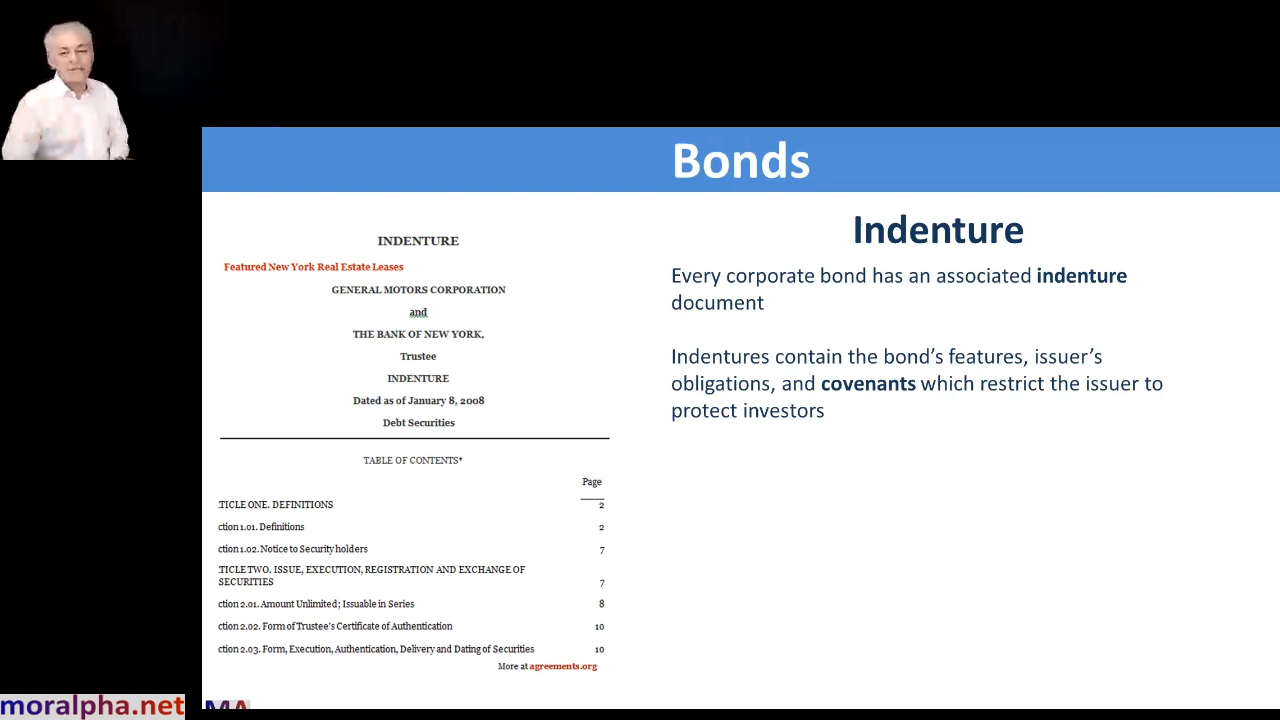 Bonds
INDENTURE
Featured New York Real Estate Leases
GENERAL MOTORS CORPORATION
and
THE BANK OF NEW YORK,
Trustee
INDENTURE
Dated as of January 8, 2008
Debt Securities
TABLE OF CONTENTS*
Page
.TICLE ONE. DEFINITIONS 2
ction 1.01. Definitions 2
ction 1.02. Notice to Security holders 7
.TICLE TWO. ISSUE, EXECUTION, REGISTRATION AND EXCHANGE OF
SECURITIES 7
ction 2.01. Amount Unlimited; Issuable in Series 8
ction 2.02. Form of Trustee's Certificate of Authentication 10
ction 2.03. Form, Execution, Authentication, Delivery and Dating of Securities 10
More at agreements.org
Indenture
Every corporate bond has an associated indenture
document
Indentures contain the bond's features, issuer's
obligations, and covenants which restrict the issuer to
protect investors
moralpha.net
MA